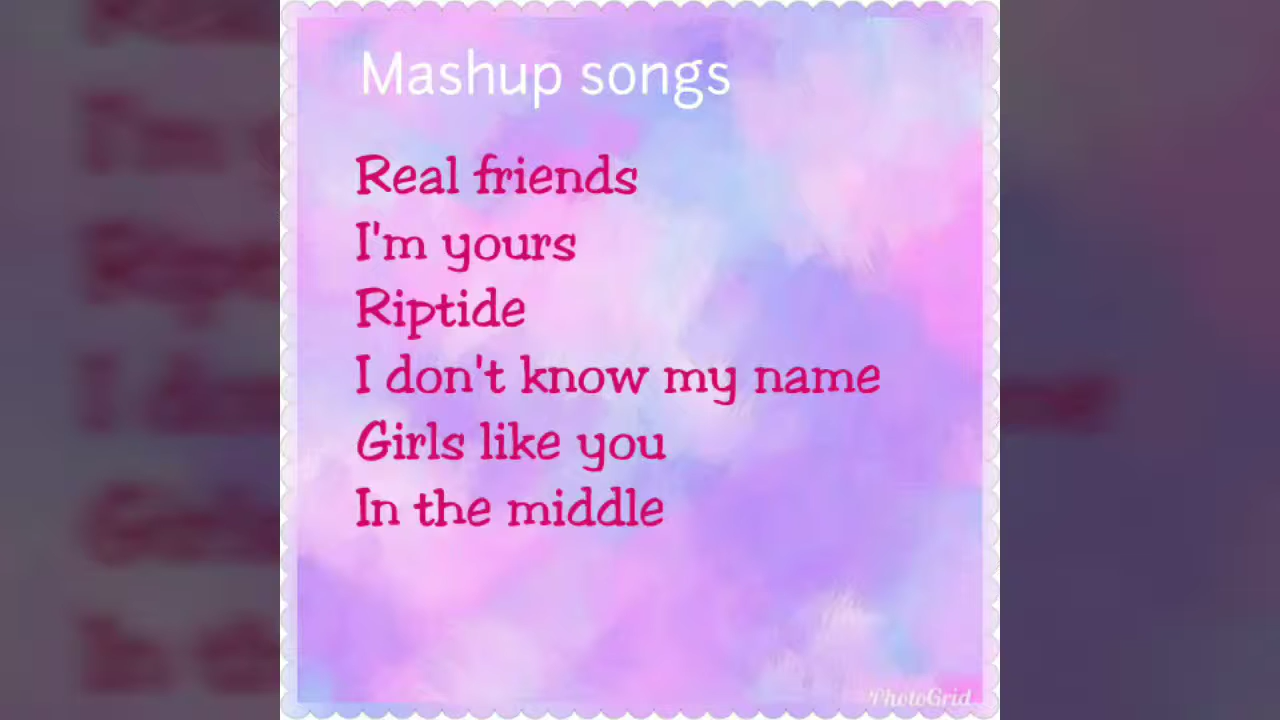 Mashup songs
Real friends
I'm yours
Riptide
I don't know my name
Girls like you
In the middle
PhotoGrid